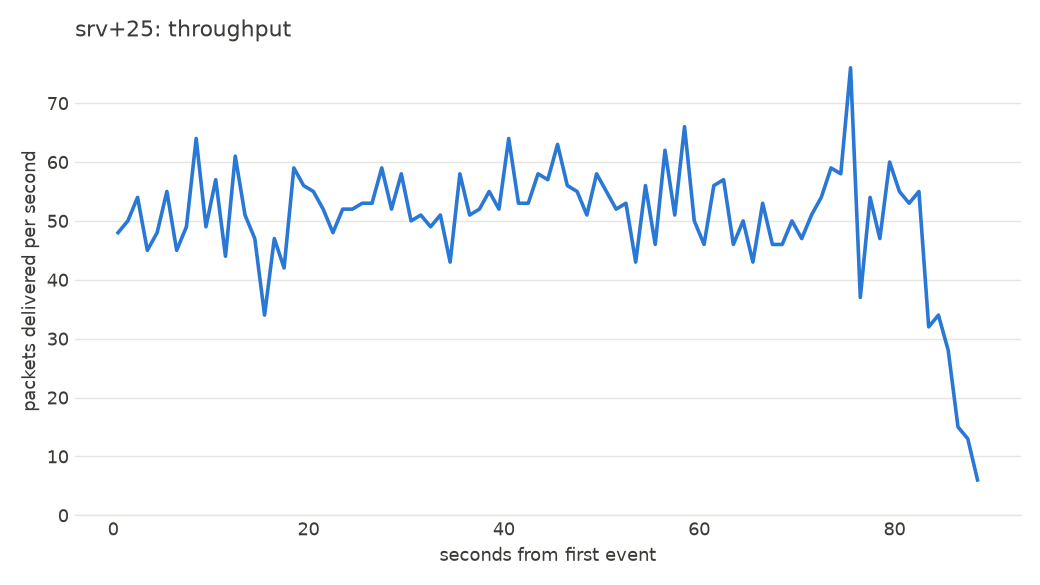 srv+25: throughput
packets delivered per second
70
60
50
40
30
20
10
0
0 20 40 60 80
seconds from first event